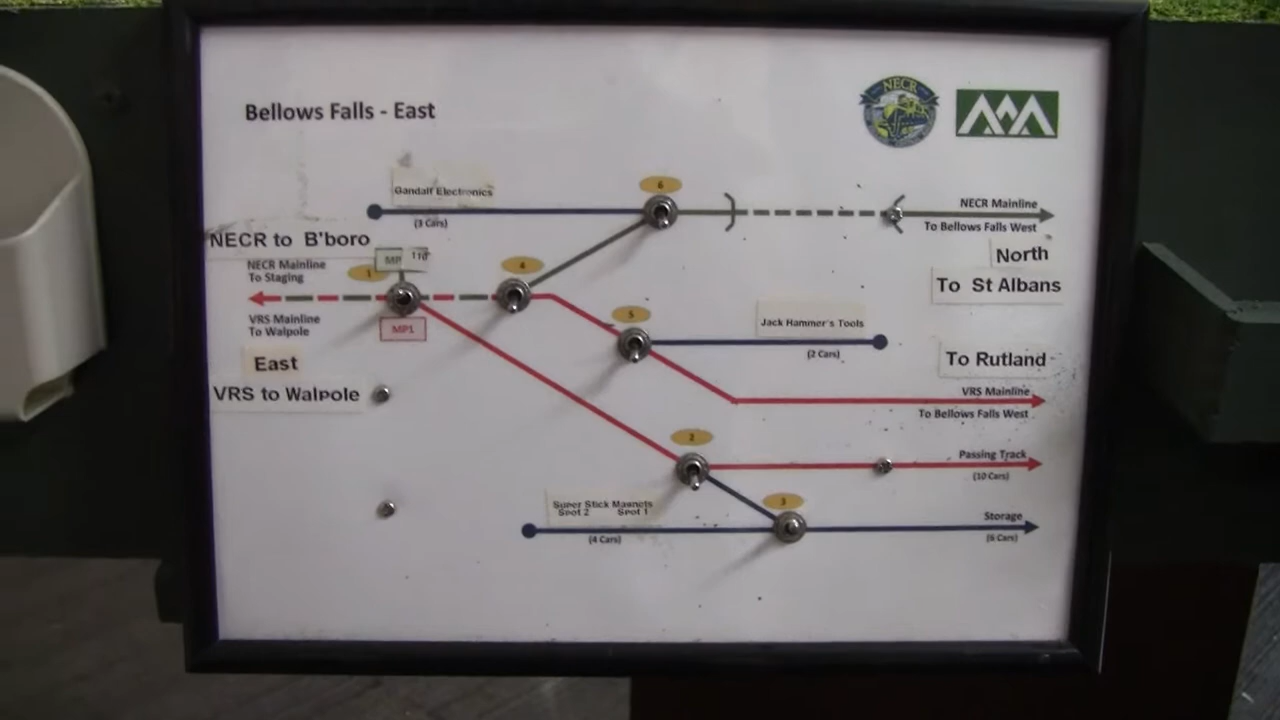 Bellows Falls - East
NECR
6
Gandalf Electronics
(3 Cars)
NECR Mainline
To Bellows Falls West
NECR to B'boro
North
MP
110
NECR Mainline
To Staging
1
4
To St Albans
VRS Mainline
To Walpole
MP1
5
Jack Hammer's Tools
(2 Cars)
East
To Rutland
VRS to Walpole
VRS Mainline
To Bellows Falls West
2
Passing Track
(10 Cars)
3
Super Stick Magnets
Spot 2 Spot 1
(4 Cars)
Storage
(6 Cars)